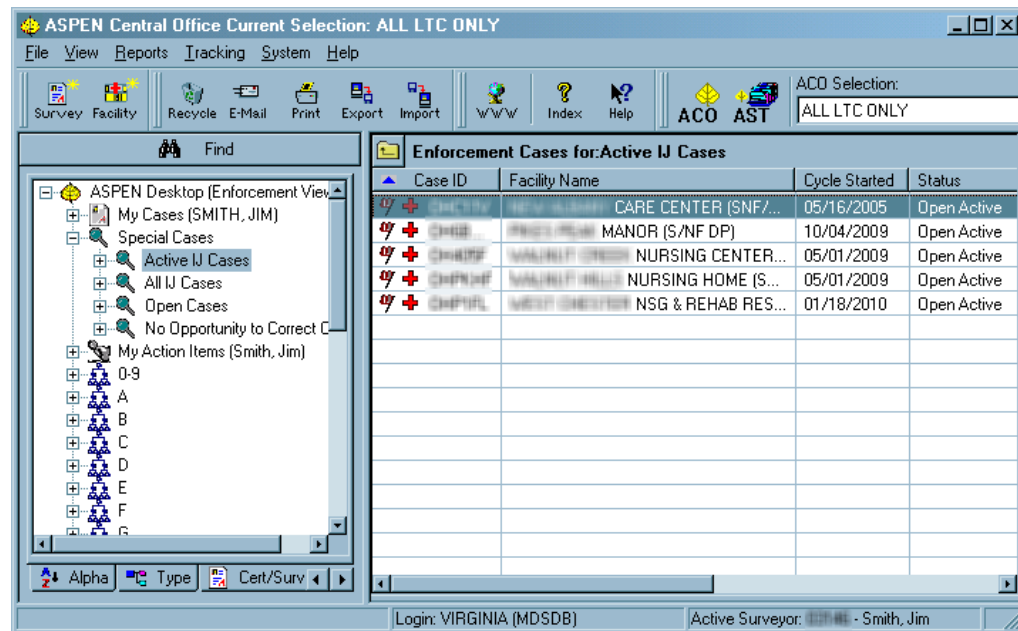 ASPEN Central Office Current Selection: ALL LTC ONLY
File View Reports Tracking System Help
Survey Facility Recycle E-Mail Print Export Import WWW Index Help ACO AST
ACO Selection:
ALL LTC ONLY
Find
ASPEN Desktop (Enforcement View
My Cases (SMITH, JIM)
Special Cases
Active IJ Cases
All IJ Cases
Open Cases
No Opportunity to Correct C
My Action Items (Smith, Jim)
0-9
A
B
C
D
E
F
G
Alpha Type Cert/Surv
Enforcement Cases for:Active IJ Cases
Case ID Facility Name Cycle Started Status
CARE CENTER (SNF/... 05/16/2005 Open Active
MANOR (S/NF DP) 10/04/2009 Open Active
NURSING CENTER... 05/01/2009 Open Active
NURSING HOME (S... 05/01/2009 Open Active
NSG & REHAB RES... 01/18/2010 Open Active
Login: VIRGINIA (MDSDB) Active Surveyor: - Smith, Jim